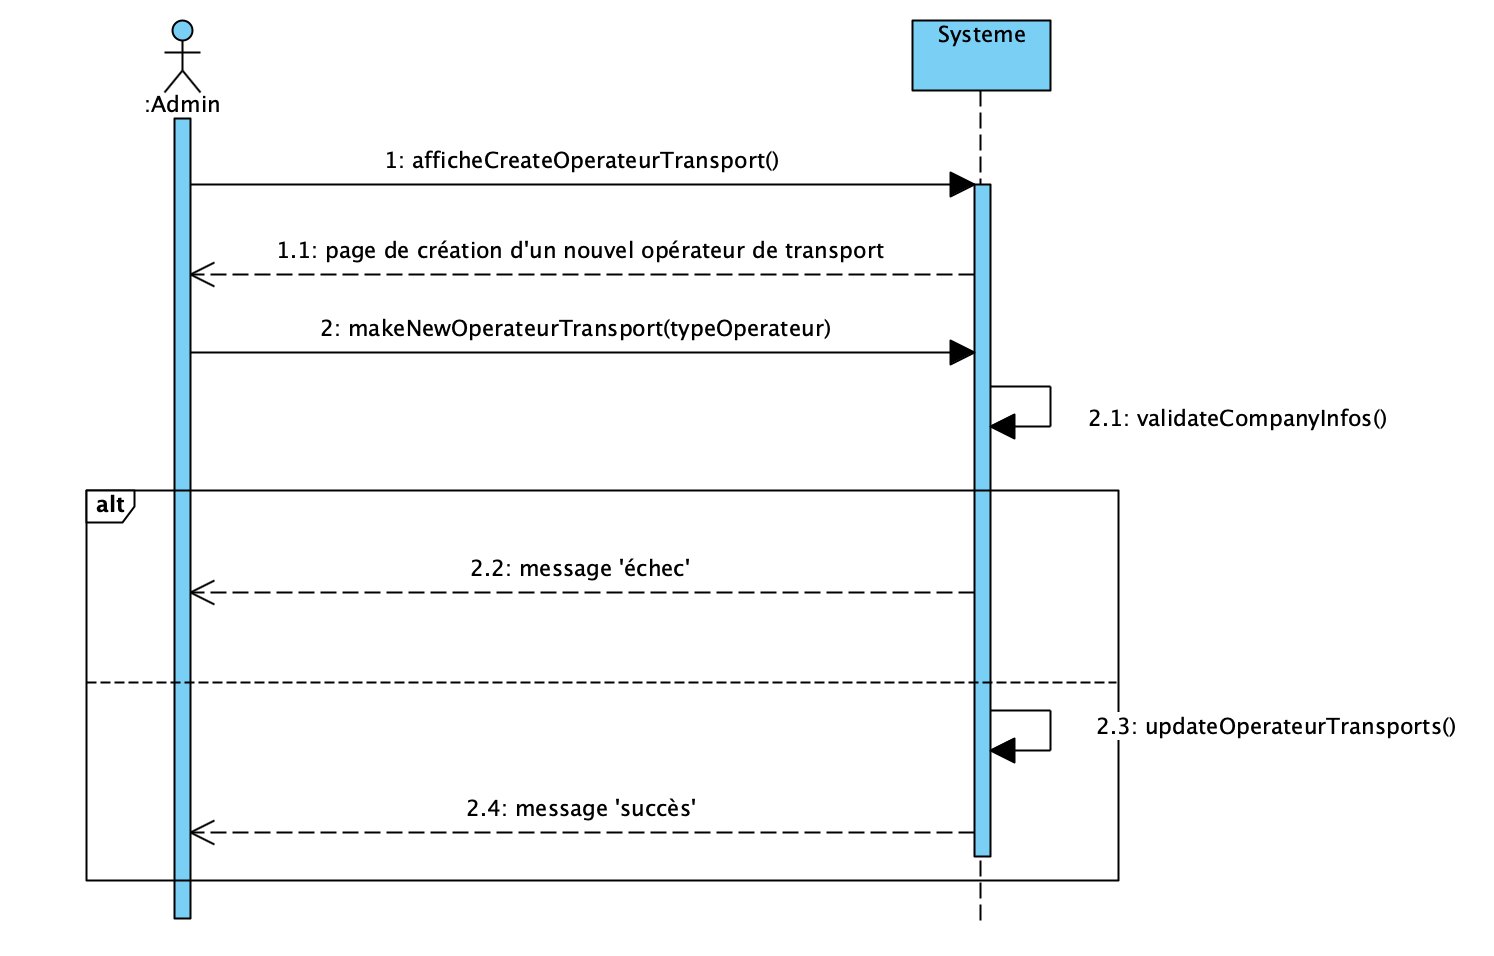 Systeme
:Admin
1: afficheCreateOperateurTransport()
1.1: page de création d'un nouvel opérateur de transport
2: makeNewOperateurTransport(typeOperateur)
2.1: validateCompanyInfos()
alt
2.2: message 'échec'
2.3: updateOperateurTransports()
2.4: message 'succès'